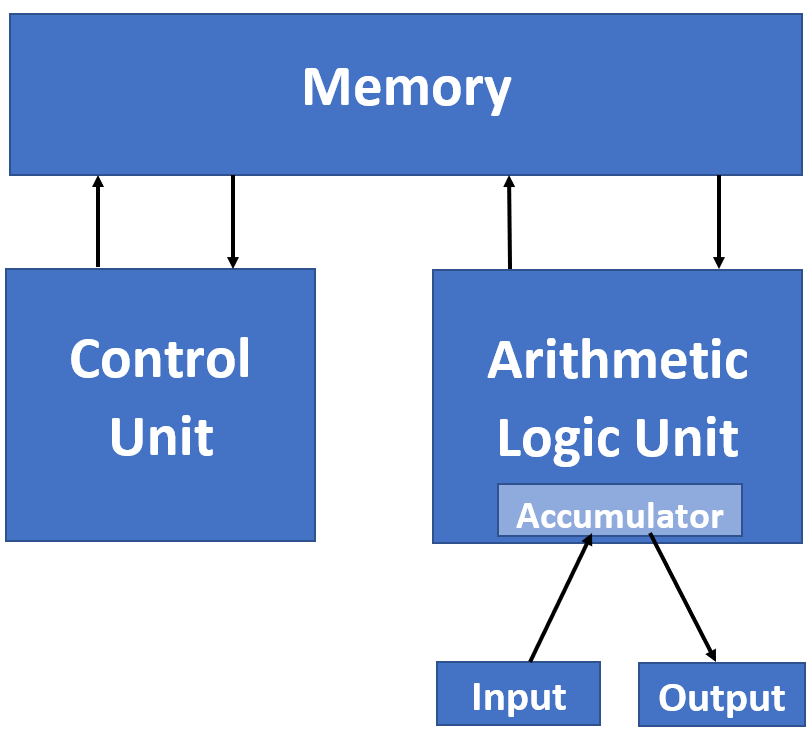 Memory
Control
Unit
Arithmetic
Logic Unit
Accumulator
Input
Output